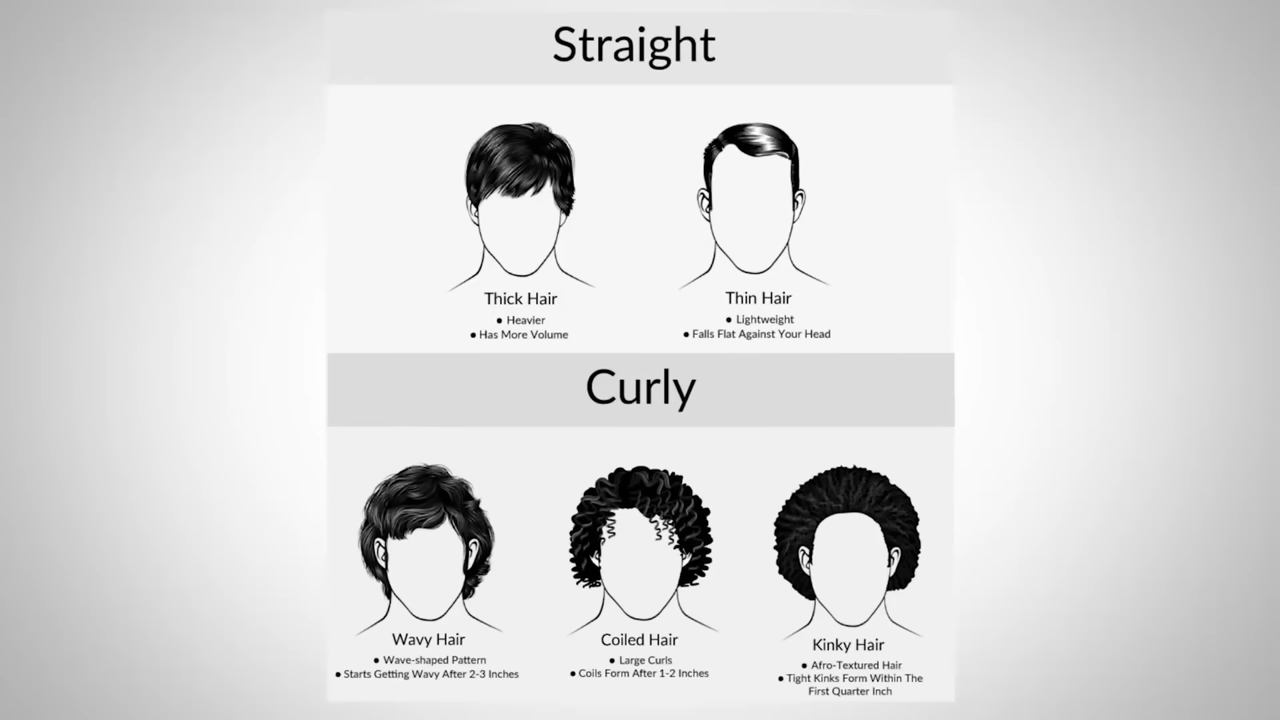 Straight
Thick Hair
● Heavier
● Has More Volume
Thin Hair
● Lightweight
● Falls Flat Against Your Head
Curly
Wavy Hair
● Wave-shaped Pattern
● Starts Getting Wavy After 2-3 Inches
Coiled Hair
● Large Curls
● Coils Form After 1-2 Inches
Kinky Hair
● Afro-Textured Hair
● Tight Kinks Form Within The
First Quarter Inch